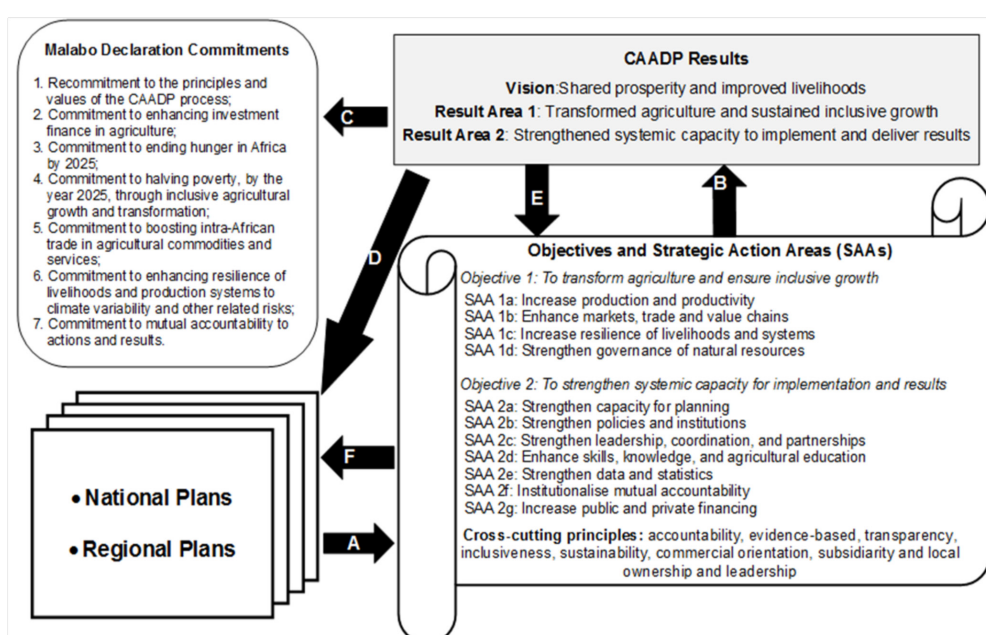 Malabo Declaration Commitments
1. Recommitment to the principles and
values of the CAADP process;
2. Commitment to enhancing investment
finance in agriculture;
3. Commitment to ending hunger in Africa
by 2025;
4. Commitment to halving poverty, by the
year 2025, through inclusive agricultural
growth and transformation;
5. Commitment to boosting intra-African
trade in agricultural commodities and
services;
6. Commitment to enhancing resilience of
livelihoods and production systems to
climate variability and other related risks;
7. Commitment to mutual accountability to
actions and results.
C
CAADP Results
Vision:Shared prosperity and improved livelihoods
Result Area 1: Transformed agriculture and sustained inclusive growth
Result Area 2: Strengthened systemic capacity to implement and deliver results
D
E
B
Objectives and Strategic Action Areas (SAAs)
Objective 1: To transform agriculture and ensure inclusive growth
SAA 1a: Increase production and productivity
SAA 1b: Enhance markets, trade and value chains
SAA 1c: Increase resilience of livelihoods and systems
SAA 1d: Strengthen governance of natural resources
Objective 2: To strengthen systemic capacity for implementation and results
SAA 2a: Strengthen capacity for planning
SAA 2b: Strengthen policies and institutions
SAA 2c: Strengthen leadership, coordination, and partnerships
SAA 2d: Enhance skills, knowledge, and agricultural education
SAA 2e: Strengthen data and statistics
SAA 2f: Institutionalise mutual accountability
SAA 2g: Increase public and private financing
Cross-cutting principles: accountability, evidence-based, transparency,
inclusiveness, sustainability, commercial orientation, subsidiarity and local
ownership and leadership
F
A
• National Plans
• Regional Plans